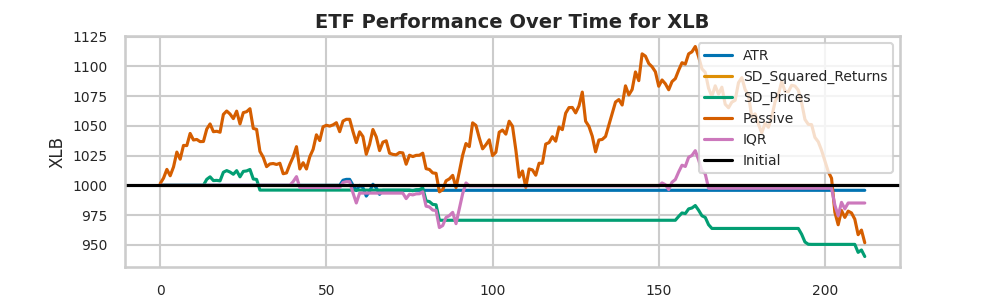 ETF Performance Over Time for XLB
XLB
1125
1100
1075
1050
1025
1000
975
950
0
50
100
150
200
ATR
SD_Squared_Returns
SD_Prices
Passive
IQR
Initial